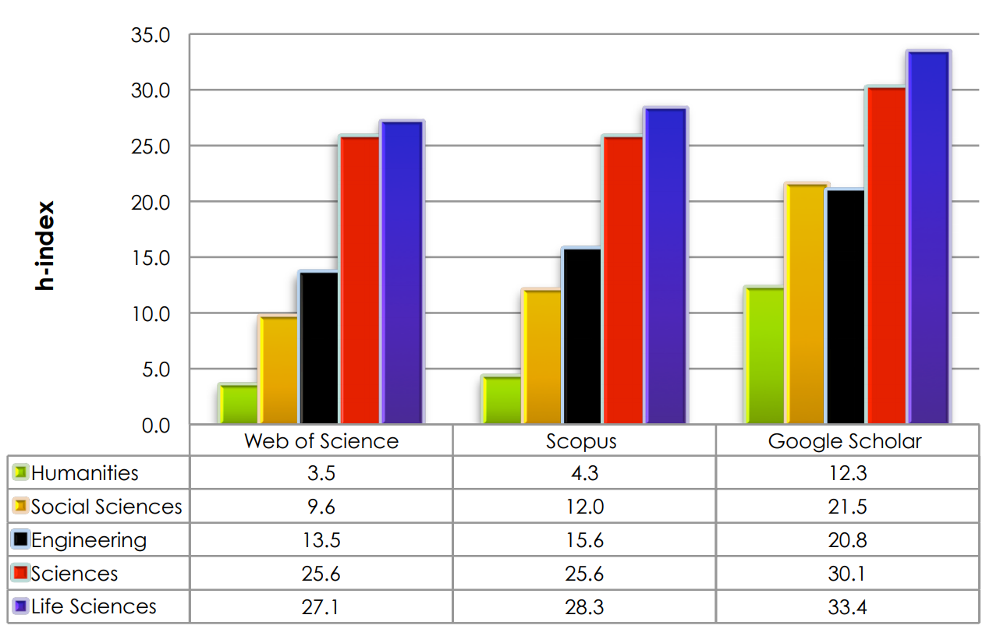 35.0
30.0
25.0
20.0
15.0
10.0
5.0
0.0
h-index
Web of Science Scopus Google Scholar
Humanities 3.5 4.3 12.3
Social Sciences 9.6 12.0 21.5
Engineering 13.5 15.6 20.8
Sciences 25.6 25.6 30.1
Life Sciences 27.1 28.3 33.4